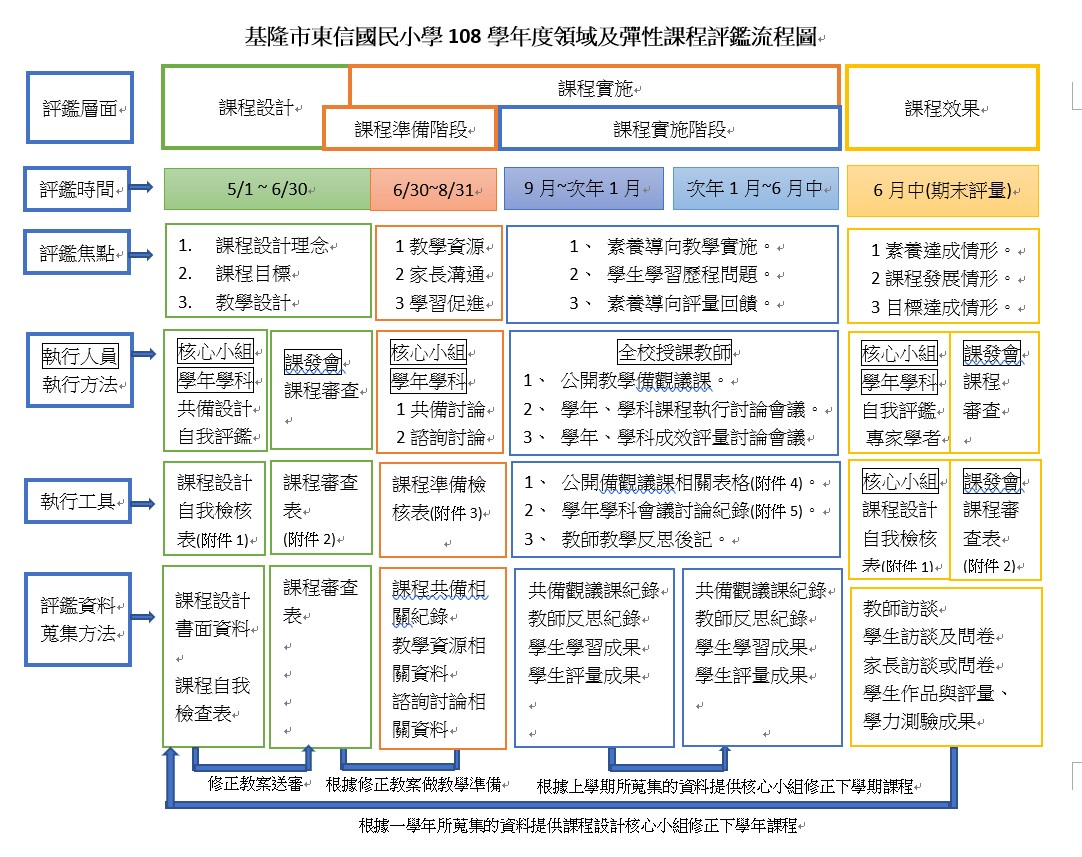 基隆市東信國民小學 108 學年度領域及彈性課程評鑑流程圖
評鑑層面
課程設計
課程實施
課程準備階段
課程實施階段
課程效果
評鑑時間
5/1 ~ 6/30
6/30~8/31
9 月~次年 1 月
次年 1 月~6 月中
6 月中(期末評量)
評鑑焦點
1. 課程設計理念
2. 課程目標
3. 教學設計
1 教學資源
2 家長溝通
3 學習促進
1、 素養導向教學實施。
2、 學生學習歷程問題。
3、 素養導向評量回饋。
1 素養達成情形。
2 課程發展情形。
3 目標達成情形。
執行人員
執行方法
核心小組
學年學科
共備設計
自我評鑑
課發會
課程審查
核心小組
學年學科
1 共備討論
2 諮詢討論
全校授課教師
1、 公開教學備觀議課。
2、 學年、學科課程執行討論會議。
3、 學年、學科成效評量討論會議
核心小組
學年學科
自我評鑑
專家學者
課發會
課程
審查
執行工具
課程設計
自我檢核
表(附件 1)
課程審查
表
(附件 2)
課程準備檢
核表(附件 3)
1、 公開備觀議課相關表格(附件 4)。
2、 學年學科會議討論紀錄(附件 5)。
3、 教師教學反思後記。
核心小組
課程設計
自我檢核
表(附件 1)
課發會
課程審
查表
(附件 2)
評鑑資料
蒐集方法
課程設計
書面資料
課程自我
檢查表
課程審查
表
課程共備相
關紀錄
教學資源相
關資料
諮詢討論相
關資料
共備觀議課紀錄
教師反思紀錄
學生學習成果
學生評量成果
共備觀議課紀錄
教師反思紀錄
學生學習成果
學生評量成果
教師訪談
學生訪談及問卷
家長訪談或問卷
學生作品與評量、
學力測驗成果
修正教案送審
根據修正教案做教學準備
根據上學期所蒐集的資料提供核心小組修正下學期課程
根據一學年所蒐集的資料提供課程設計核心小組修正下學年課程